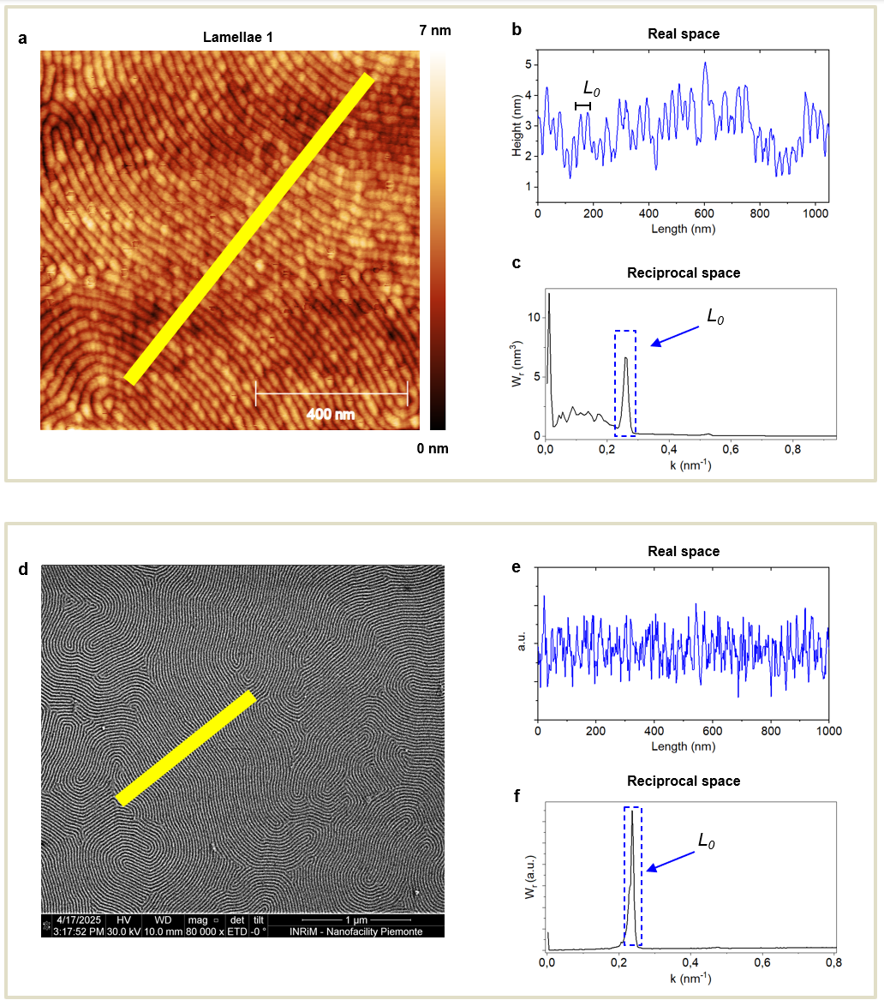 a
Lamellae 1
7 nm
400 nm
0 nm
b
Real space
L0
Height (nm)
5
4
3
2
1
0 200 400 600 800 1000
Length (nm)
c
Reciprocal space
L0
Wr (nm3)
10
5
0
0,0 0,2 0,4 0,6 0,8
k (nm-1)
d
4/17/2025 HV WD mag det tilt 1 µm
3:17:52 PM 30.0 kV 10.0 mm 80 000 x ETD -0 ° INRiM - Nanofacility Piemonte
e
Real space
a.u.
0 200 400 600 800 1000
Length (nm)
f
Reciprocal space
L0
Wr (a.u.)
0,0 0,2 0,4 0,6 0,8
k (nm-1)